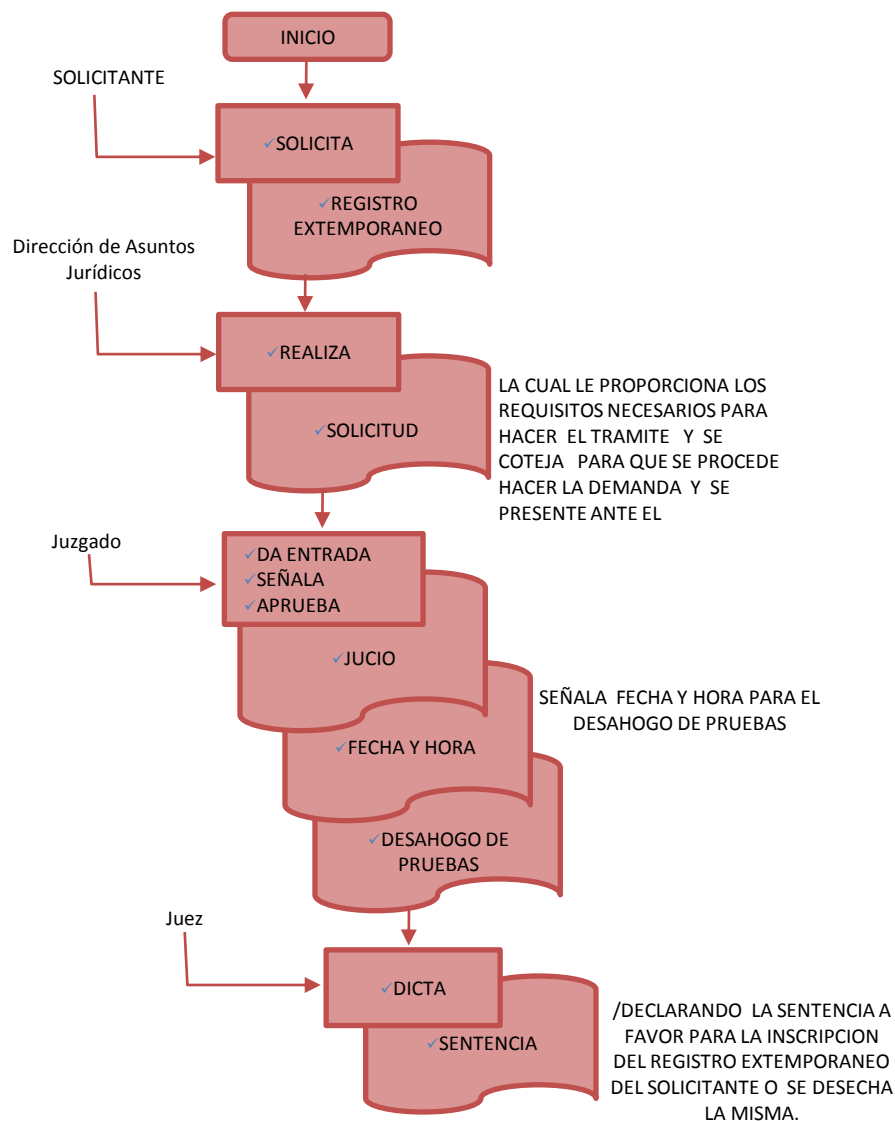 INICIO
SOLICITANTE
✓SOLICITA
✓REGISTRO
EXTEMPORANEO
Dirección de Asuntos
Jurídicos
✓REALIZA
✓SOLICITUD
LA CUAL LE PROPORCIONA LOS
REQUISITOS NECESARIOS PARA
HACER EL TRAMITE Y SE
COTEJA PARA QUE SE PROCEDE
HACER LA DEMANDA Y SE
PRESENTE ANTE EL
Juzgado
✓DA ENTRADA
✓SEÑALA
✓APRUEBA
✓JUCIO
SEÑALA FECHA Y HORA PARA EL
DESAHOGO DE PRUEBAS
✓FECHA Y HORA
✓DESAHOGO DE
PRUEBAS
Juez
✓DICTA
✓SENTENCIA
/DECLARANDO LA SENTENCIA A
FAVOR PARA LA INSCRIPCION
DEL REGISTRO EXTEMPORANEO
DEL SOLICITANTE O SE DESECHA
LA MISMA.